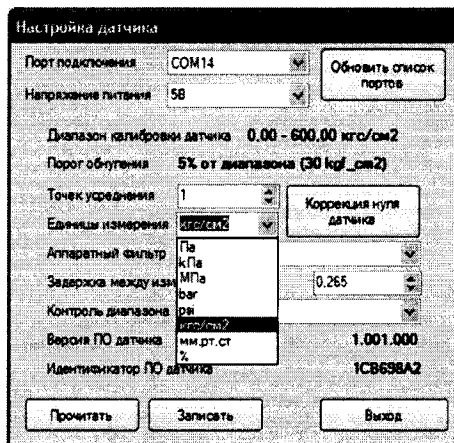 Настройка датчика
Порт подключения COM14
Обновить список портов
Напряжение питания 5В
Диапазон калибровки датчика 0.00 - 600.00 кгс/см2
Порог обнуления 5% от диапазона (30 kgf_cm2)
Точек усреднения 1
Коррекция нуля датчика
Единицы измерения кгс/см2
Па
Аппаратный фильтр
кПа
МПа
Задержка между изм 0,265
bar
Контроль диапазона
psi
кгс/см2
Версия ПО датчика 1.001.000
мм.рт.ст
%
Идентификатор ПО датчика 1CB698A2
Прочитать Записать Выход